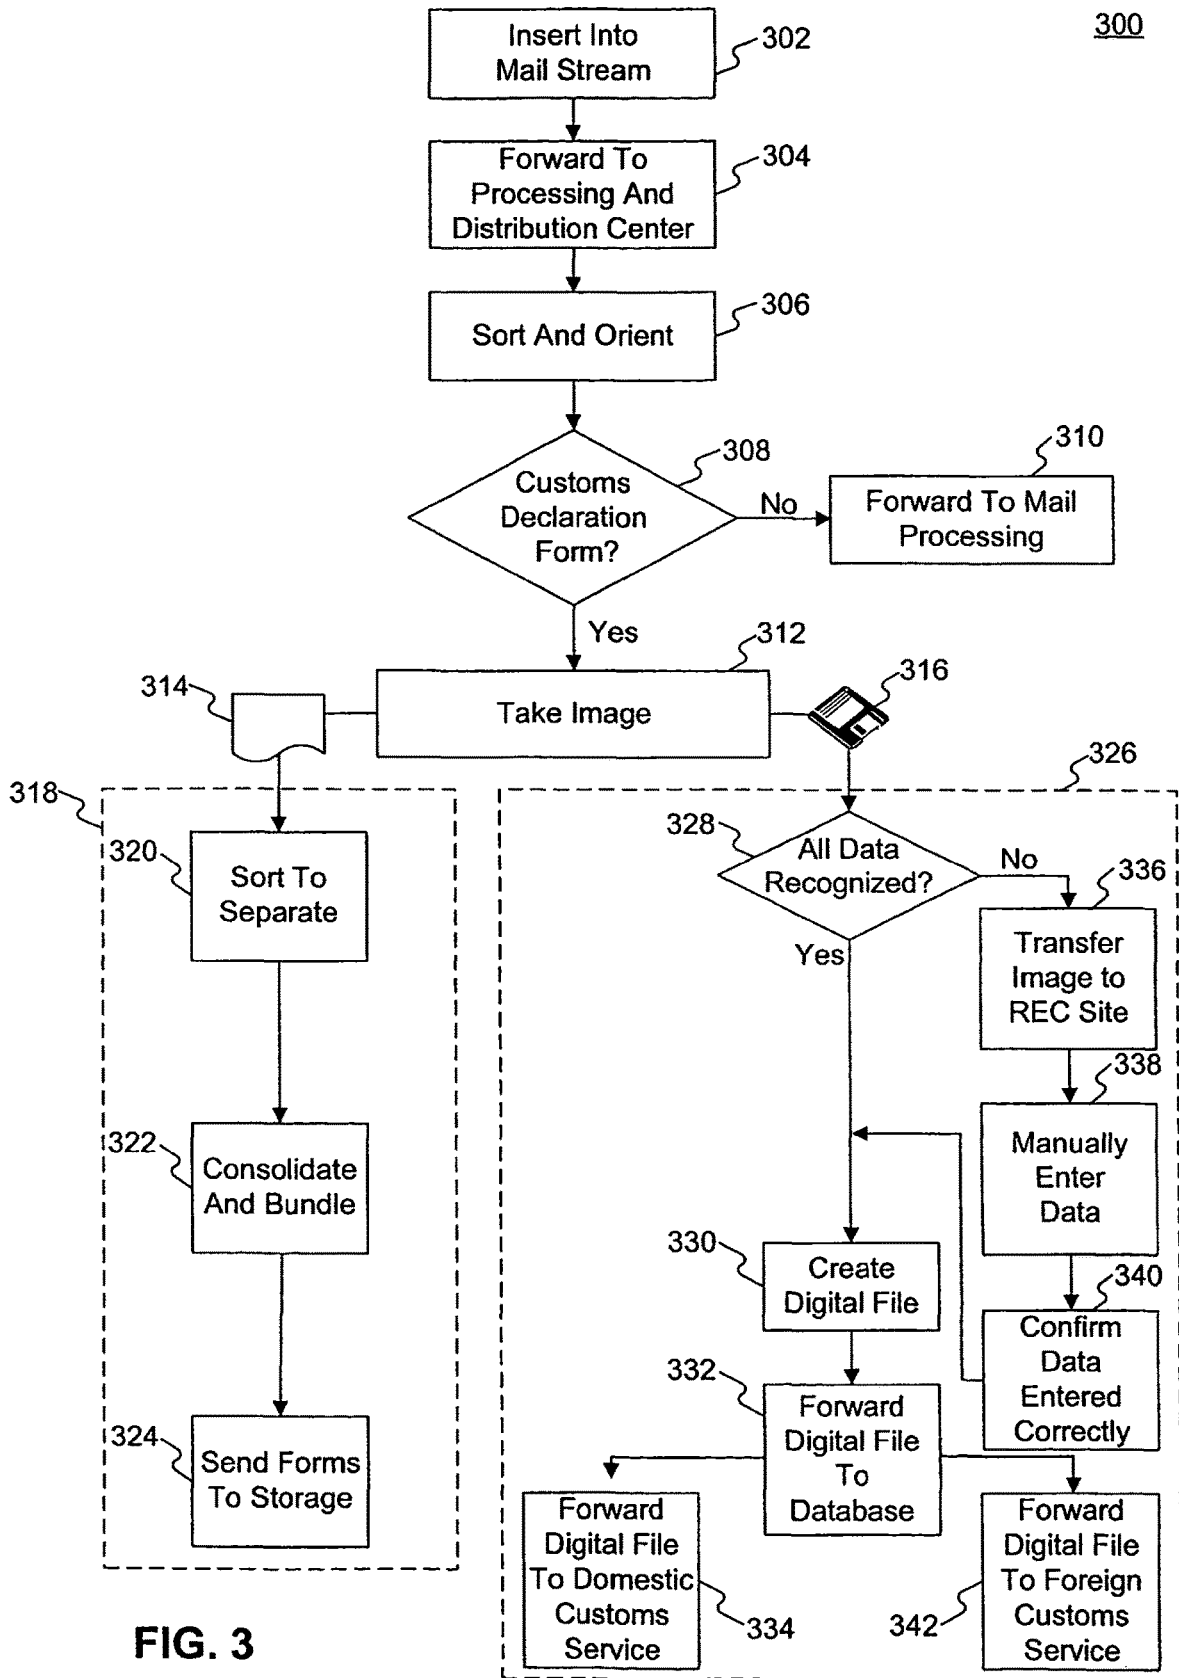 300
Insert Into
Mail Stream
302
Forward To
Processing And
Distribution Center
304
Sort And Orient
306
Customs
Declaration
Form?
308
No
Forward To Mail
Processing
310
Yes
Take Image
312
314
316
318
320
Sort To
Separate
322
Consolidate
And Bundle
324
Send Forms
To Storage
326
328
All Data
Recognized?
No
336
Transfer
Image to
REC Site
Yes
338
Manually
Enter
Data
330
Create
Digital File
340
Confirm
Data
Entered
Correctly
332
Forward
Digital File
To
Database
Forward
Digital File
To Domestic
Customs
Service
334
Forward
Digital File
To Foreign
Customs
Service
342
FIG. 3